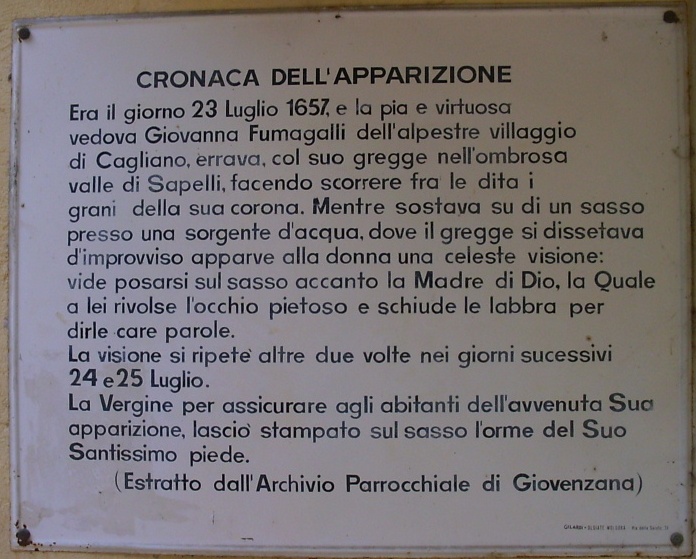 CRONACA DELL'APPARIZIONE
Era il giorno 23 Luglio 1657, e la pia e virtuosa
vedova Giovanna Fumagalli dell'alpestre villaggio
di Cagliano, errava, col suo gregge nell'ombrosa
valle di Sapelli, facendo scorrere fra le dita i
grani della sua corona. Mentre sostava su di un sasso
presso una sorgente d'acqua, dove il gregge si dissetava
d'improvviso apparve alla donna una celeste visione:
vide posarsi sul sasso accanto la Madre di Dio, la Quale
a lei rivolse l'occhio pietoso e schiude le labbra per
dirle care parole.
La visione si ripetè altre due volte nei giorni sucessivi
24 e 25 Luglio.
La Vergine per assicurare agli abitanti dell'avvenuta Sua
apparizione, lasciò stampato sul sasso l'orme del Suo
Santissimo piede.
(Estratto dall'Archivio Parrocchiale di Giovenzana)